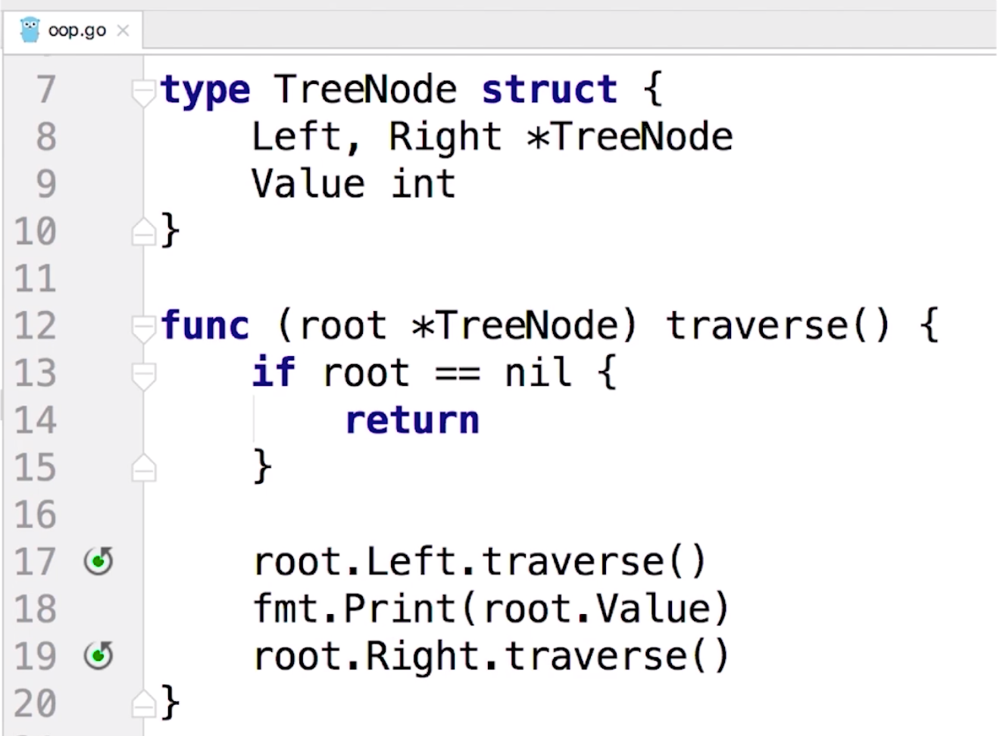 oop.go
7 type TreeNode struct {
8     Left, Right *TreeNode
9     Value int
10 }
11
12 func (root *TreeNode) traverse() {
13     if root == nil {
14         return
15     }
16
17     root.Left.traverse()
18     fmt.Print(root.Value)
19     root.Right.traverse()
20 }